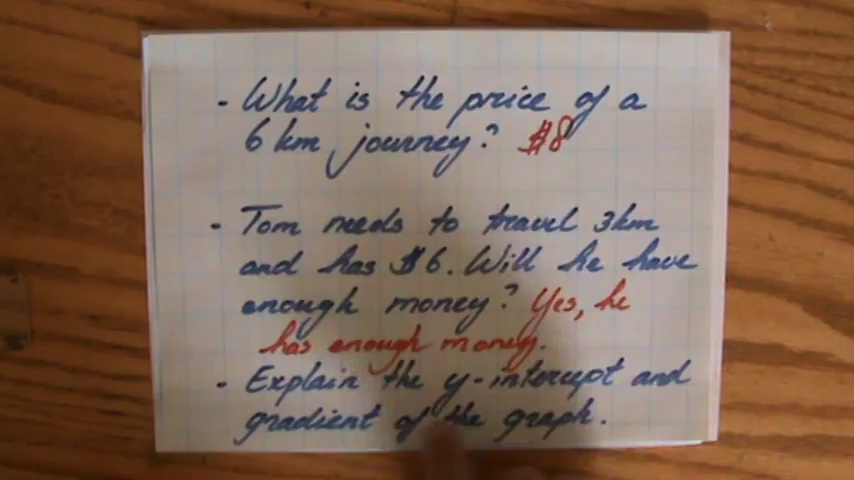 - What is the price of a
6 km journey? $8
- Tom needs to travel 3km
and has $6. Will he have
enough money? Yes, he
has enough money.
- Explain the y-intercept and
gradient of the graph.